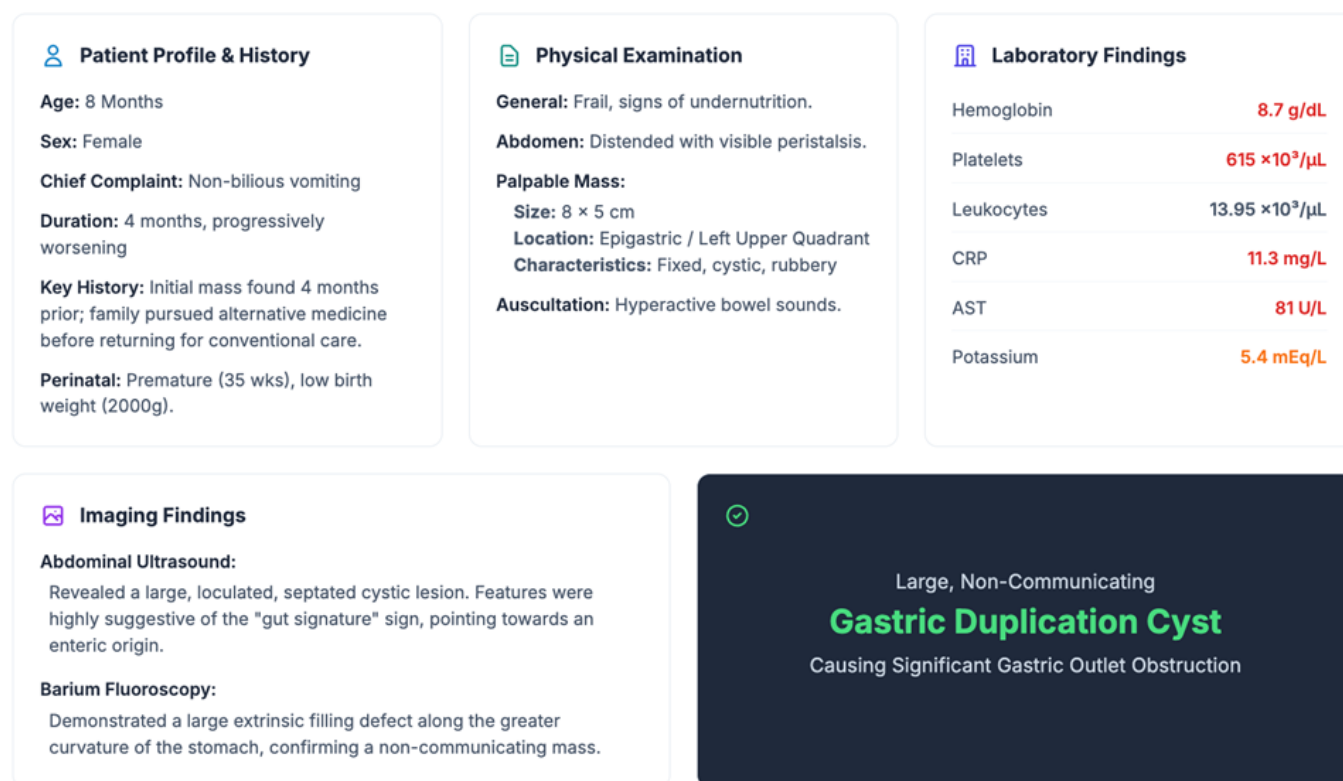 Patient Profile & History
Age: 8 Months
Sex: Female
Chief Complaint: Non-bilious vomiting
Duration: 4 months, progressively
worsening
Key History: Initial mass found 4 months
prior; family pursued alternative medicine
before returning for conventional care.
Perinatal: Premature (35 wks), low birth
weight (2000g).
Physical Examination
General: Frail, signs of undernutrition.
Abdomen: Distended with visible peristalsis.
Palpable Mass:
Size: 8 × 5 cm
Location: Epigastric / Left Upper Quadrant
Characteristics: Fixed, cystic, rubbery
Auscultation: Hyperactive bowel sounds.
Laboratory Findings
Hemoglobin 8.7 g/dL
Platelets 615 ×10³/µL
Leukocytes 13.95 ×10³/µL
CRP 11.3 mg/L
AST 81 U/L
Potassium 5.4 mEq/L
Imaging Findings
Abdominal Ultrasound:
Revealed a large, loculated, septated cystic lesion. Features were
highly suggestive of the "gut signature" sign, pointing towards an
enteric origin.
Barium Fluoroscopy:
Demonstrated a large extrinsic filling defect along the greater
curvature of the stomach, confirming a non-communicating mass.
Large, Non-Communicating
Gastric Duplication Cyst
Causing Significant Gastric Outlet Obstruction